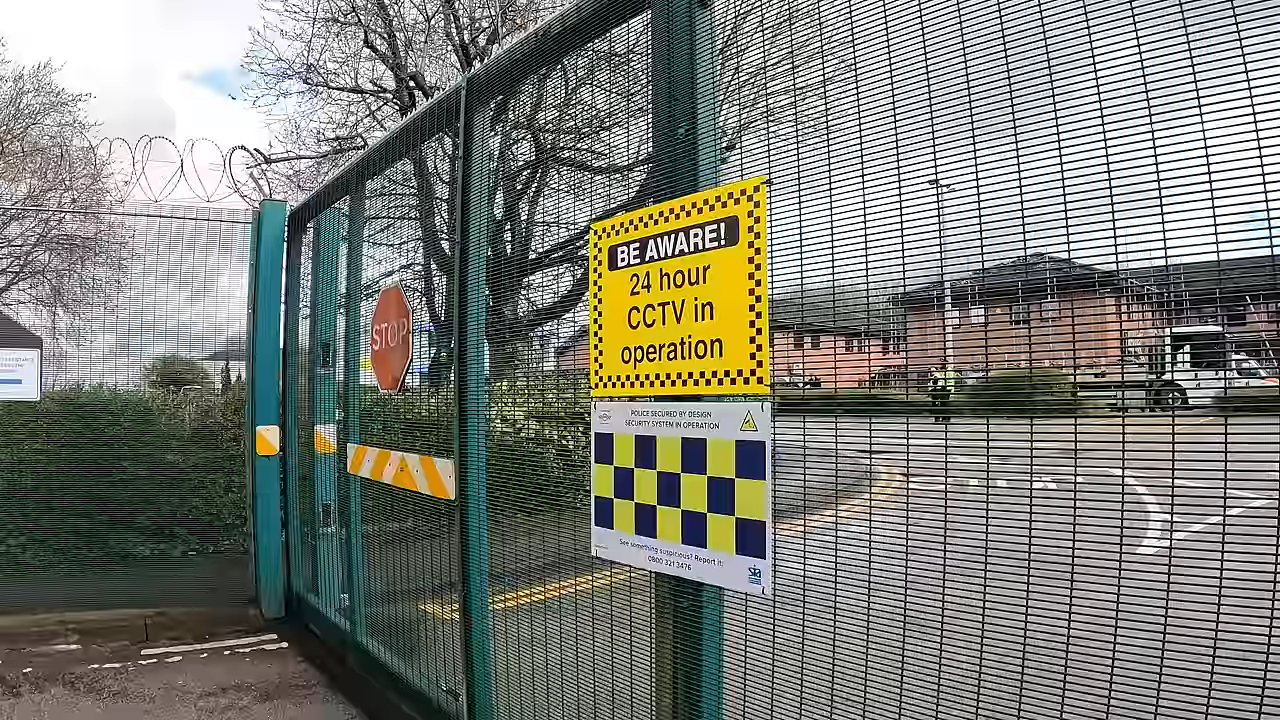 STOP
BE AWARE!
24 hour
CCTV in
operation
POLICE SECURED BY DESIGN
SECURITY SYSTEM IN OPERATION
See something suspicious? Report it:
0800 321 3476